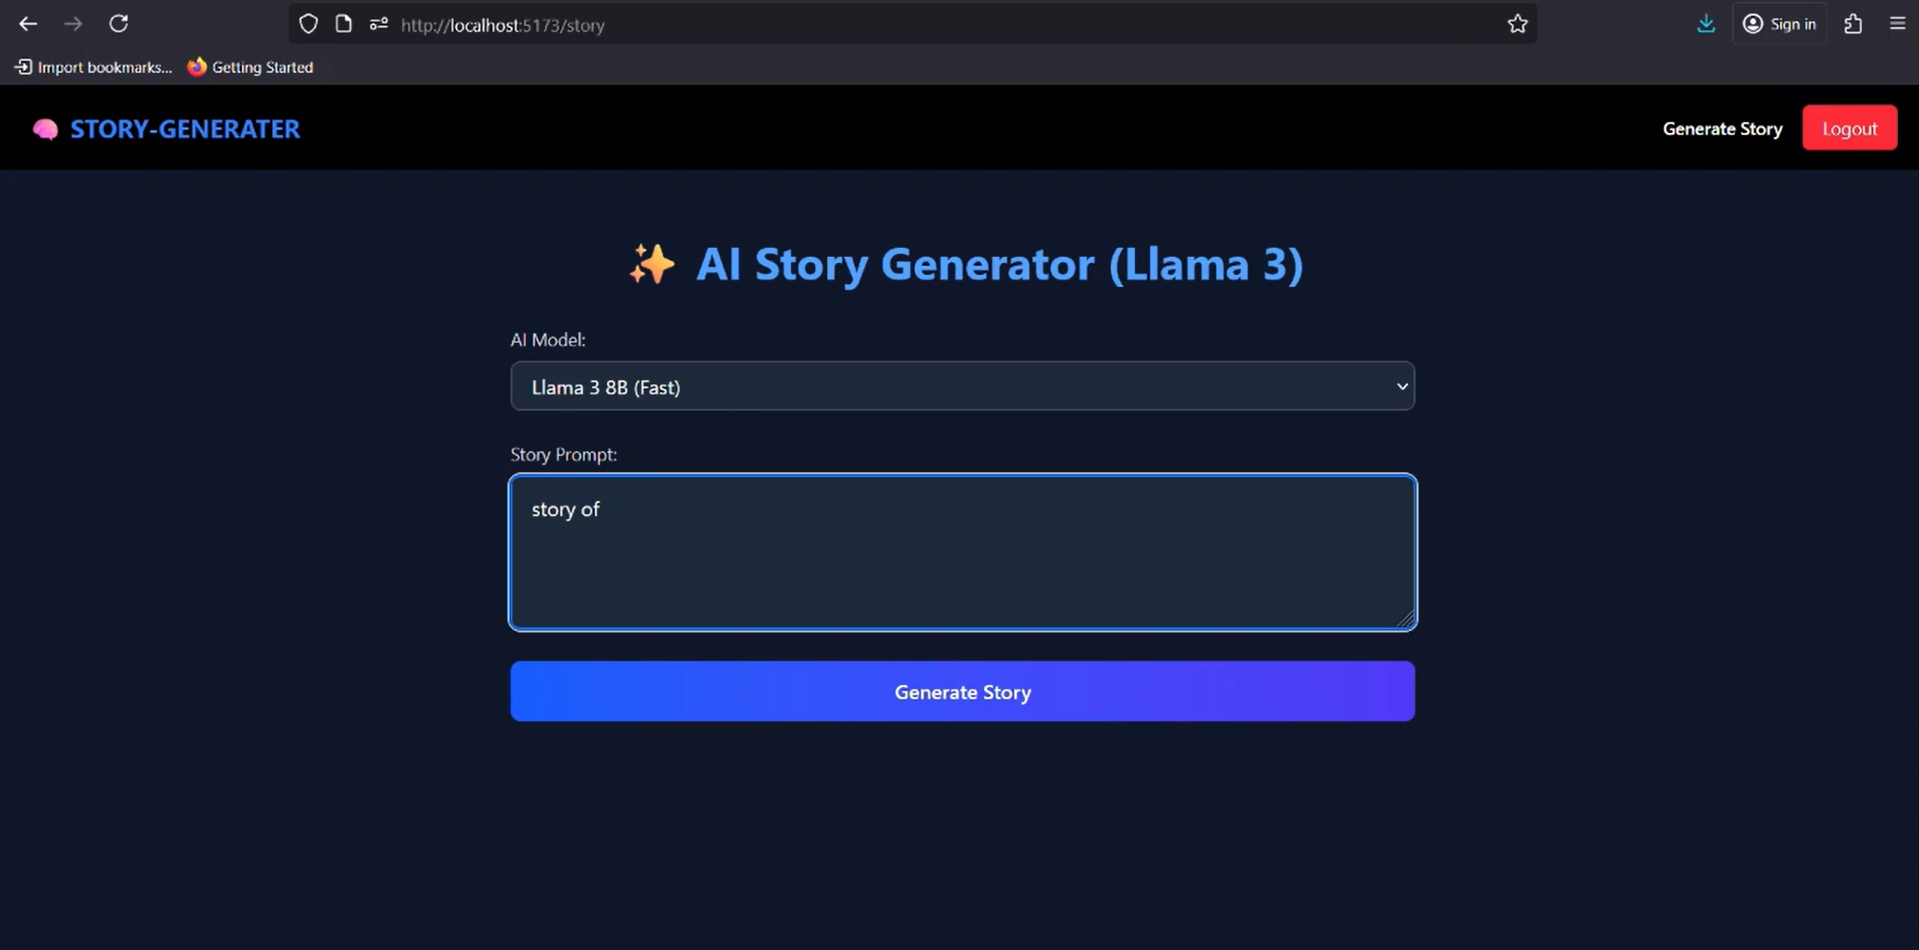 http://localhost:5173/story
Sign in
Import bookmarks...
Getting Started
STORY-GENERATER
Generate Story
Logout
AI Story Generator (Llama 3)
AI Model:
Llama 3 8B (Fast)
Story Prompt:
story of
Generate Story